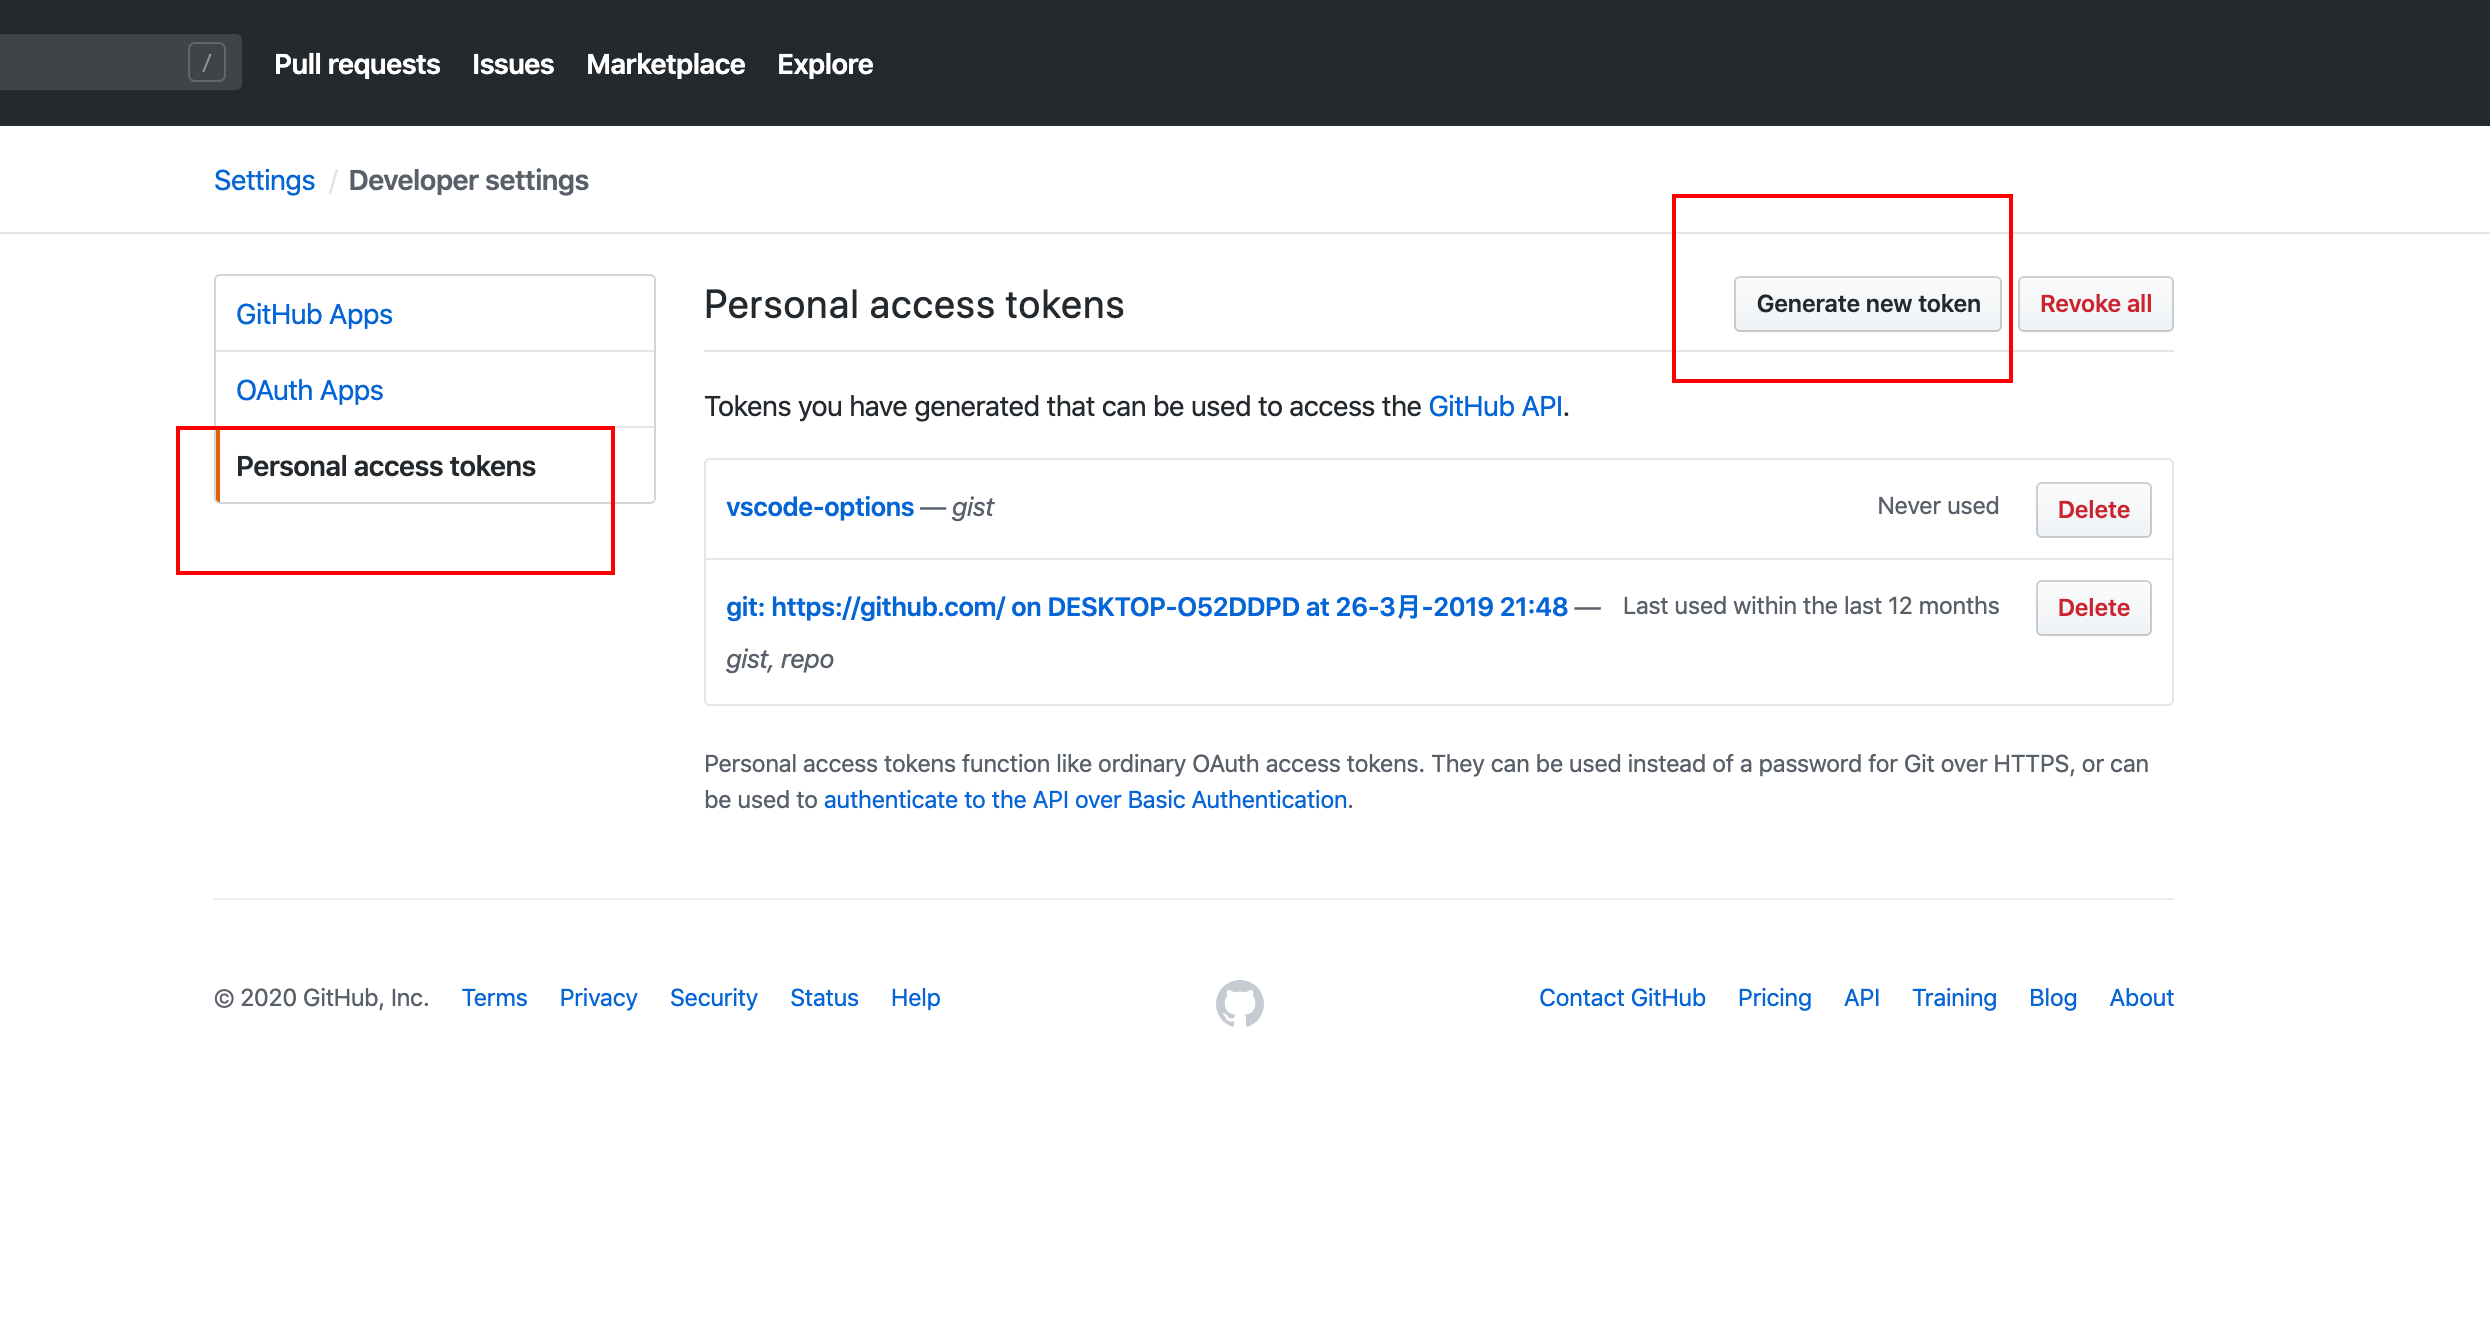 /
Pull requests Issues Marketplace Explore
Settings / Developer settings
GitHub Apps
OAuth Apps
Personal access tokens
Personal access tokens
Generate new token
Revoke all
Tokens you have generated that can be used to access the GitHub API.
vscode-options — gist
Never used
Delete
git: https://github.com/ on DESKTOP-O52DDPD at 26-3月-2019 21:48 —
gist, repo
Last used within the last 12 months
Delete
Personal access tokens function like ordinary OAuth access tokens. They can be used instead of a password for Git over HTTPS, or can
be used to authenticate to the API over Basic Authentication.
© 2020 GitHub, Inc. Terms Privacy Security Status Help
Contact GitHub Pricing API Training Blog About